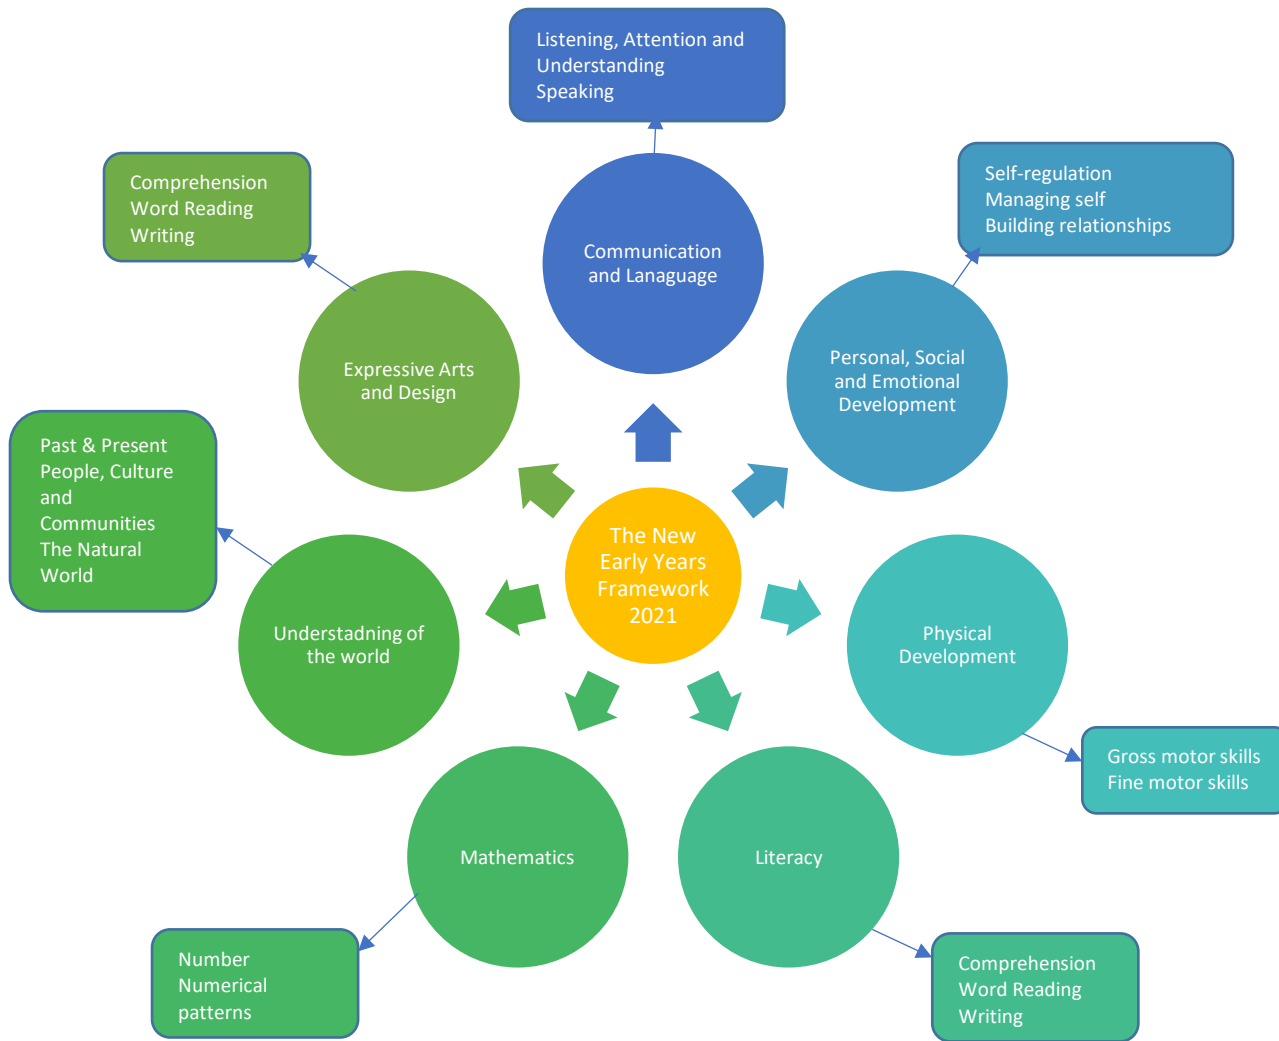 Listening, Attention and
Understanding
Speaking
Comprehension
Word Reading
Writing
Self-regulation
Managing self
Building relationships
Communication
and Lanaguage
Expressive Arts
and Design
Personal, Social
and Emotional
Development
Past & Present
People, Culture
and
Communities
The Natural
World
The New
Early Years
Framework
2021
Understadning of
the world
Physical
Development
Gross motor skills
Fine motor skills
Mathematics
Literacy
Number
Numerical
patterns
Comprehension
Word Reading
Writing